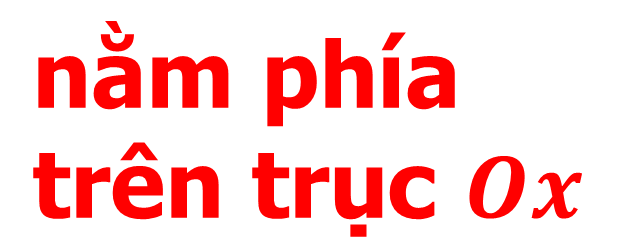 nằm phía
trên trục Ox